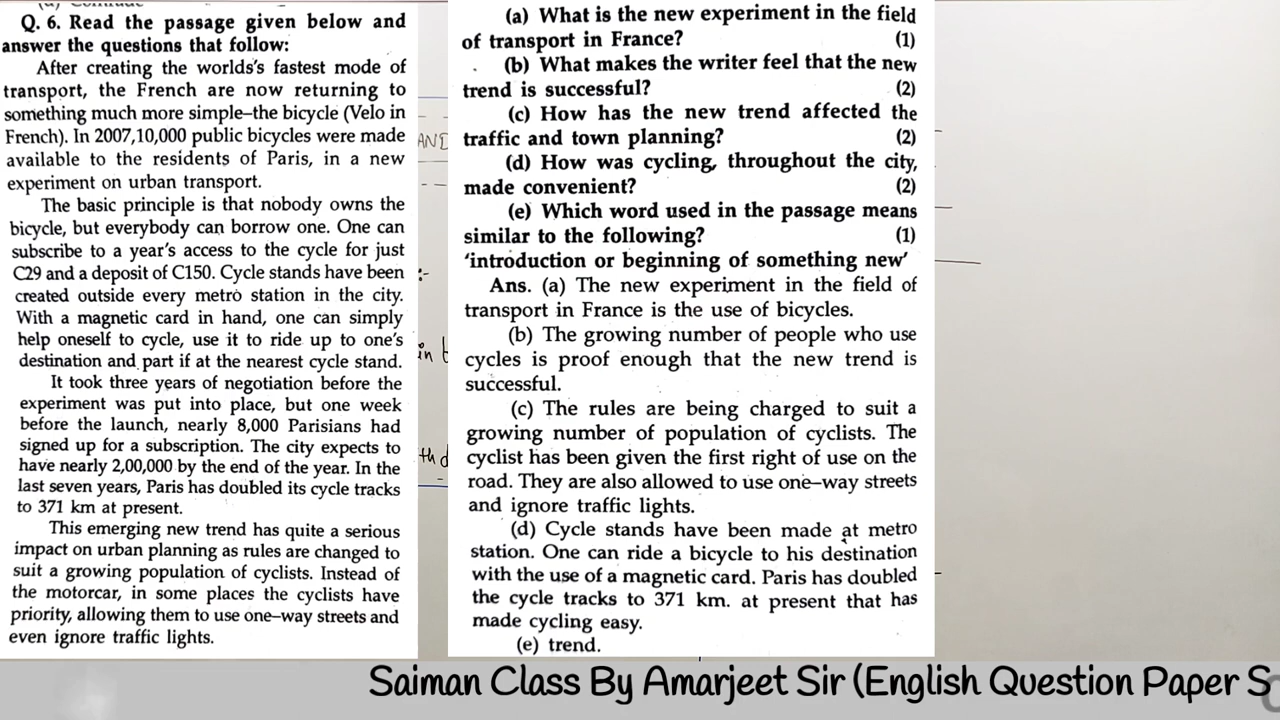 Q. 6. Read the passage given below and
answer the questions that follow:
After creating the worlds's fastest mode of
transport, the French are now returning to
something much more simple–the bicycle (Velo in
French). In 2007,10,000 public bicycles were made
available to the residents of Paris, in a new
experiment on urban transport.
The basic principle is that nobody owns the
bicycle, but everybody can borrow one. One can
subscribe to a year's access to the cycle for just
C29 and a deposit of C150. Cycle stands have been
created outside every metro station in the city.
With a magnetic card in hand, one can simply
help oneself to cycle, use it to ride up to one's
destination and part if at the nearest cycle stand.
It took three years of negotiation before the
experiment was put into place, but one week
before the launch, nearly 8,000 Parisians had
signed up for a subscription. The city expects to
have nearly 2,00,000 by the end of the year. In the
last seven years, Paris has doubled its cycle tracks
to 371 km at present.
This emerging new trend has quite a serious
impact on urban planning as rules are changed to
suit a growing population of cyclists. Instead of
the motorcar, in some places the cyclists have
priority, allowing them to use one–way streets and
even ignore traffic lights.
(a) What is the new experiment in the field
of transport in France? (1)
(b) What makes the writer feel that the new
trend is successful? (2)
(c) How has the new trend affected the
traffic and town planning? (2)
(d) How was cycling, throughout the city,
made convenient? (2)
(e) Which word used in the passage means
similar to the following? (1)
'introduction or beginning of something new'
Ans. (a) The new experiment in the field of
transport in France is the use of bicycles.
(b) The growing number of people who use
cycles is proof enough that the new trend is
successful.
(c) The rules are being charged to suit a
growing number of population of cyclists. The
cyclist has been given the first right of use on the
road. They are also allowed to use one–way streets
and ignore traffic lights.
(d) Cycle stands have been made at metro
station. One can ride a bicycle to his destination
with the use of a magnetic card. Paris has doubled
the cycle tracks to 371 km. at present that has
made cycling easy.
(e) trend.
Saiman Class By Amarjeet Sir (English Question Paper S